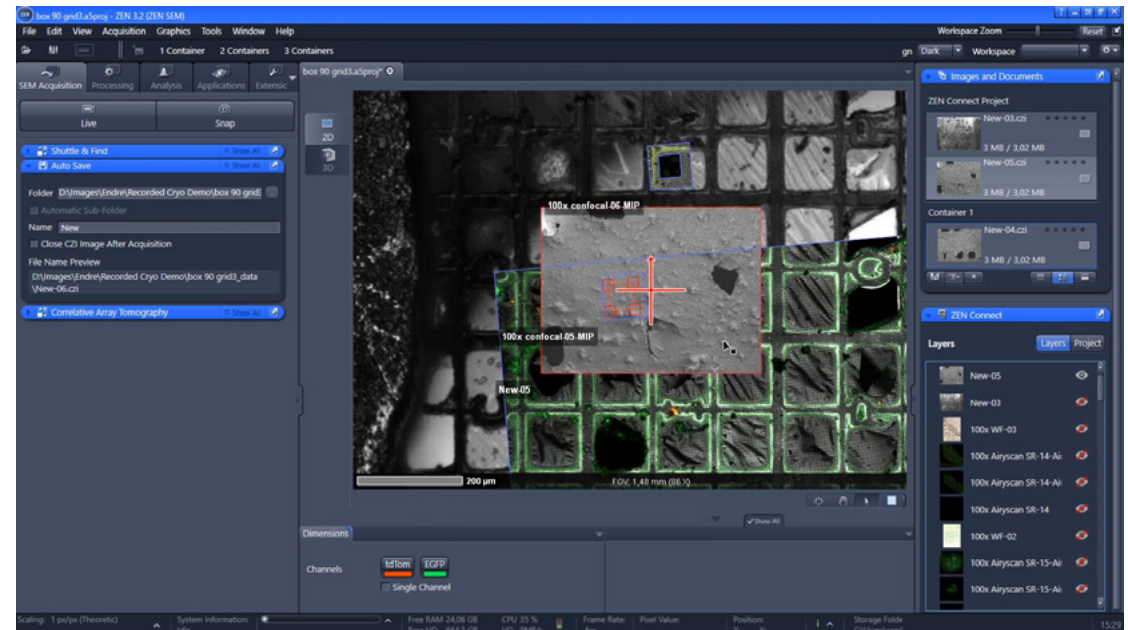 box 90 grid3.a5proj - ZEN 3.2 (ZEN SEM)
File Edit View Acquisition Graphics Tools Window Help
Workspace Zoom Reset
1 Container 2 Containers 3 Containers
gn Dark Workspace
SEM Acquisition Processing Analysis Applications Extensic
box 90 grid3.a5proj*
Live Snap
Shuttle & Find Show All
Auto Save Show All
Folder D:\Images\Endre\Recorded Cryo Demo\box 90 grid
Automatic Sub-Folder
Name New
Close CZI Image After Acquisition
File Name Preview
D:\Images\Endre\Recorded Cryo Demo\box 90 grid3_data
\New-06.czi
Correlative Array Tomography Show All
2D
3D
100x confocal-06-MIP
100x confocal-05-MIP
New-05
200 µm
FOV: 1,48 mm (86 X)
Show All
Dimensions
Channels tdTom EGFP
Single Channel
Images and Documents
ZEN Connect Project
New-03.czi
3 MB / 3,02 MB
New-05.czi
3 MB / 3,02 MB
Container 1
New-04.czi
3 MB / 3,02 MB
ZEN Connect
Layers Layers Project
New-05
New-03
100x WF-03
100x Airyscan SR-14-Ai
100x Airyscan SR-14-Ai
100x Airyscan SR-14
100x WF-02
100x Airyscan SR-15-Ai
100x Airyscan SR-15-Ai
Scaling: 1 px/px (Theoretic) System Information: Free RAM 24,06 GB CPU 35 % Frame Rate: Pixel Value: Position: Storage Folde
15:29